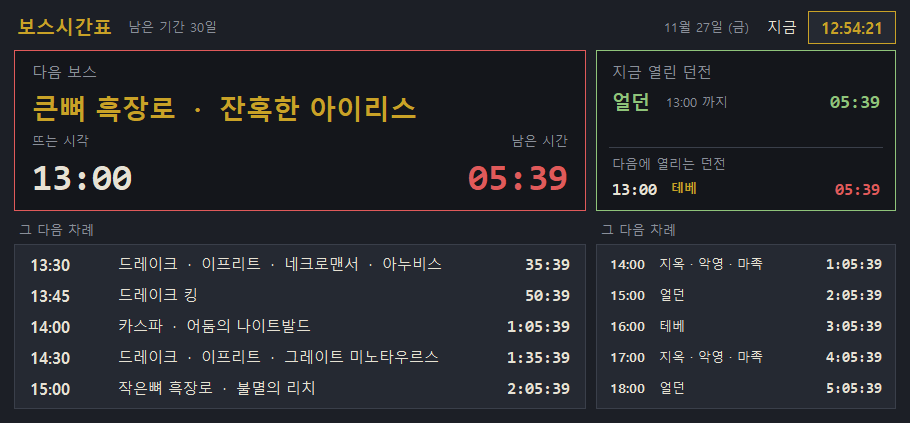 보스시간표 남은 기간 30일 11월 27일 (금) 지금 12:54:21
다음 보스
큰뼈 흑장로 · 잔혹한 아이리스
뜨는 시각 남은 시간
13:00 05:39
지금 열린 던전
얼던 13:00 까지 05:39
다음에 열리는 던전
13:00 테베 05:39
그 다음 차례
13:30 드레이크 · 이프리트 · 네크로맨서 · 아누비스 35:39
13:45 드레이크 킹 50:39
14:00 카스파 · 어둠의 나이트발드 1:05:39
14:30 드레이크 · 이프리트 · 그레이트 미노타우르스 1:35:39
15:00 작은뼈 흑장로 · 불멸의 리치 2:05:39
그 다음 차례
14:00 지옥 · 악영 · 마족 1:05:39
15:00 얼던 2:05:39
16:00 테베 3:05:39
17:00 지옥 · 악영 · 마족 4:05:39
18:00 얼던 5:05:39